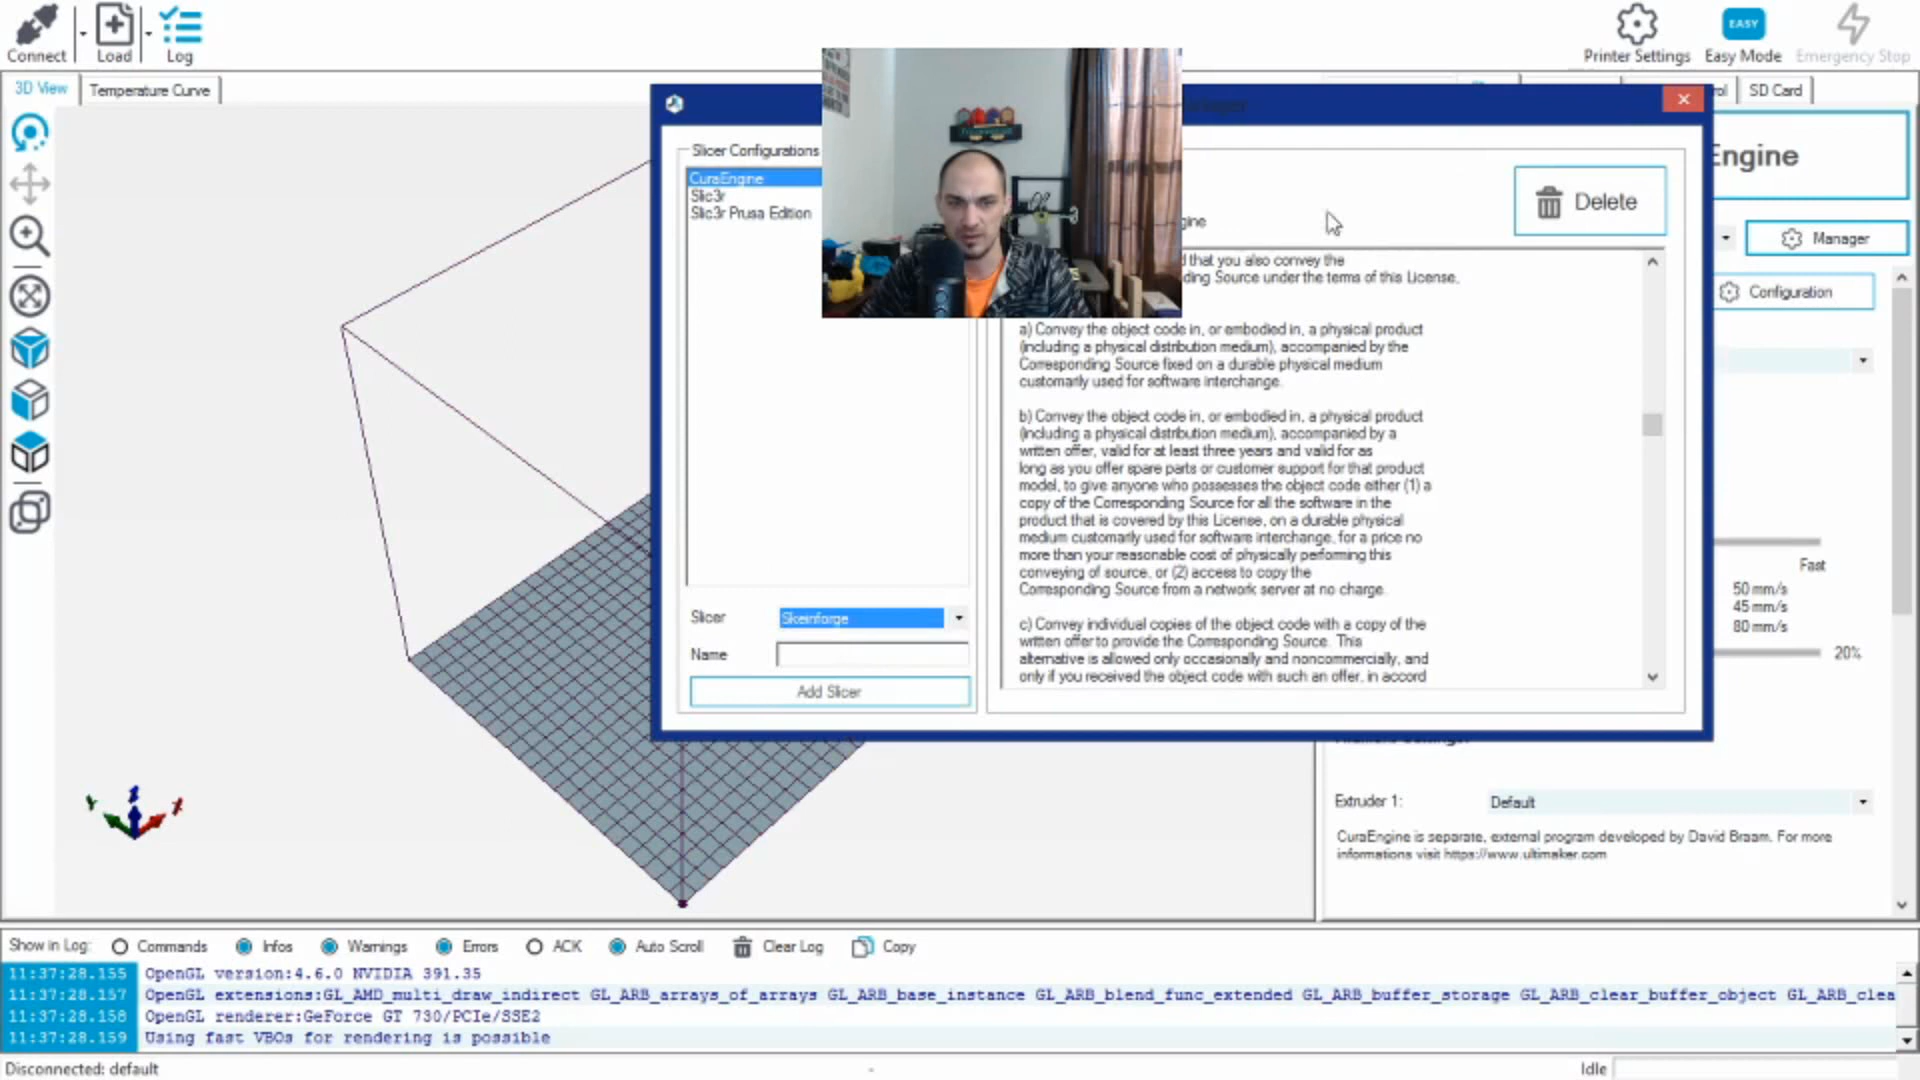 Connect
Load
Log
Printer Settings
EASY
Easy Mode
Emergency Stop
3D View
Temperature Curve
SD Card
Slicer Configurations
CuraEngine
Slic3r
Slic3r Prusa Edition
Slicer
Skeinforge
Name
Add Slicer
Delete
that you also convey the
Source under the terms of this License,
a) Convey the object code in, or embodied in, a physical product
(including a physical distribution medium), accompanied by the
Corresponding Source fixed on a durable physical medium
customarily used for software interchange.
b) Convey the object code in, or embodied in, a physical product
(including a physical distribution medium), accompanied by a
written offer, valid for at least three years and valid for as
long as you offer spare parts or customer support for that product
model, to give anyone who possesses the object code either (1) a
copy of the Corresponding Source for all the software in the
product that is covered by this License, on a durable physical
medium customarily used for software interchange, for a price no
more than your reasonable cost of physically performing this
conveying of source, or (2) access to copy the
Corresponding Source from a network server at no charge.
c) Convey individual copies of the object code with a copy of the
written offer to provide the Corresponding Source. This
alternative is allowed only occasionally and noncommercially, and
only if you received the object code with such an offer, in accord
Engine
Manager
Configuration
Fast
50 mm/s
45 mm/s
80 mm/s
20%
Extruder 1:
Default
CuraEngine is separate, external program developed by David Braam. For more
informations visit https://www.ultimaker.com
Show in Log:
Commands
Infos
Warnings
Errors
ACK
Auto Scroll
Clear Log
Copy
11:37:28.155 OpenGL version:4.6.0 NVIDIA 391.35
11:37:28.157 OpenGL extensions:GL_AMD_multi_draw_indirect GL_ARB_arrays_of_arrays GL_ARB_base_instance GL_ARB_blend_func_extended GL_ARB_buffer_storage GL_ARB_clear_buffer_object GL_ARB_clea
11:37:28.158 OpenGL renderer:GeForce GT 730/PCIe/SSE2
11:37:28.159 Using fast VBOs for rendering is possible
Disconnected: default
-
Idle